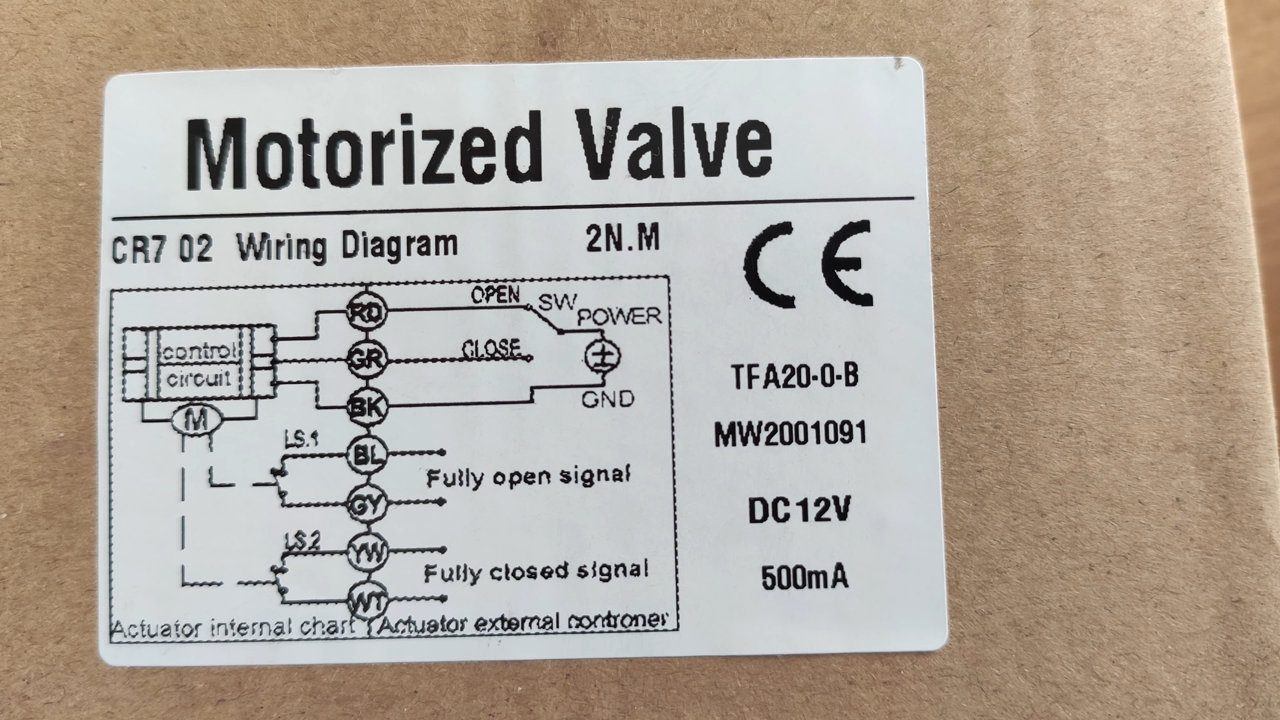 Motorized Valve
CR7 02 Wiring Diagram 2N.M
CE
OPEN SW POWER
RD
control
circuit
GR CLOSE
BK GND
M
LS.1 BL
Fully open signal
GY
LS.2 YW
Fully closed signal
WT
Actuator internal chart Actuator external controner
TFA20-0-B
MW2001091
DC12V
500mA